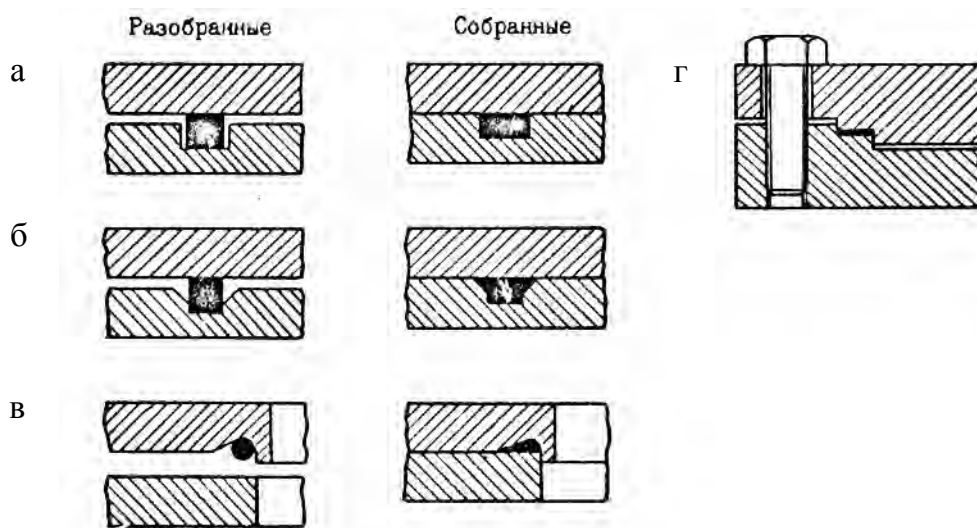 Разобранные
Собранные
а
г
б
в